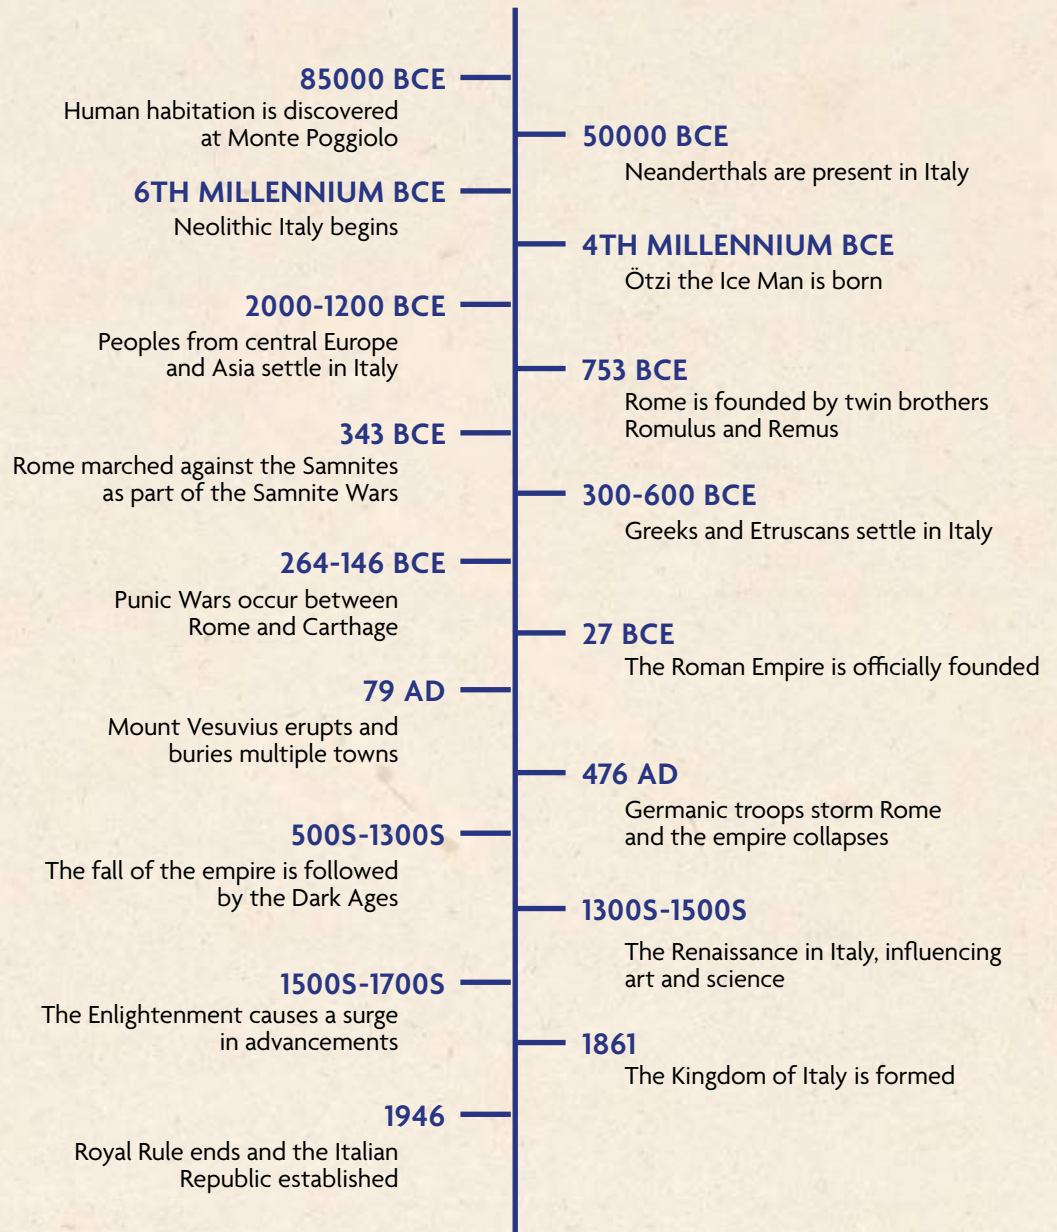 85000 BCE
Human habitation is discovered
at Monte Poggiolo
50000 BCE
Neanderthals are present in Italy
6TH MILLENNIUM BCE
Neolithic Italy begins
4TH MILLENNIUM BCE
Ötzi the Ice Man is born
2000-1200 BCE
Peoples from central Europe
and Asia settle in Italy
753 BCE
Rome is founded by twin brothers
Romulus and Remus
343 BCE
Rome marched against the Samnites
as part of the Samnite Wars
300-600 BCE
Greeks and Etruscans settle in Italy
264-146 BCE
Punic Wars occur between
Rome and Carthage
27 BCE
The Roman Empire is officially founded
79 AD
Mount Vesuvius erupts and
buries multiple towns
476 AD
Germanic troops storm Rome
and the empire collapses
500S-1300S
The fall of the empire is followed
by the Dark Ages
1300S-1500S
The Renaissance in Italy, influencing
art and science
1500S-1700S
The Enlightenment causes a surge
in advancements
1861
The Kingdom of Italy is formed
1946
Royal Rule ends and the Italian
Republic established